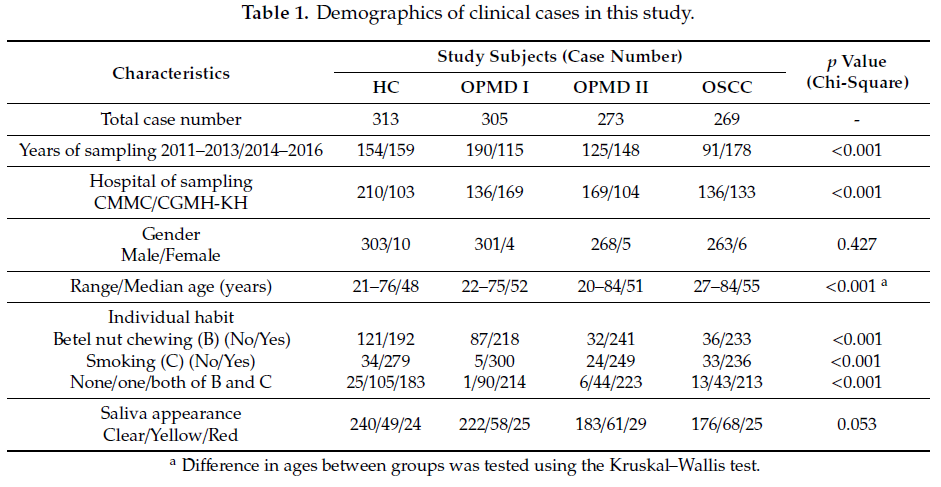 Table 1. Demographics of clinical cases in this study.
Characteristics Study Subjects (Case Number) p Value (Chi-Square)
HC OPMD I OPMD II OSCC
Total case number 313 305 273 269 -
Years of sampling 2011–2013/2014–2016 154/159 190/115 125/148 91/178 <0.001
Hospital of sampling
CMMC/CGMH-KH 210/103 136/169 169/104 136/133 <0.001
Gender
Male/Female 303/10 301/4 268/5 263/6 0.427
Range/Median age (years) 21–76/48 22–75/52 20–84/51 27–84/55 <0.001 a
Individual habit
Betel nut chewing (B) (No/Yes) 121/192 87/218 32/241 36/233 <0.001
Smoking (C) (No/Yes) 34/279 5/300 24/249 33/236 <0.001
None/one/both of B and C 25/105/183 1/90/214 6/44/223 13/43/213 <0.001
Saliva appearance
Clear/Yellow/Red 240/49/24 222/58/25 183/61/29 176/68/25 0.053
a Difference in ages between groups was tested using the Kruskal–Wallis test.